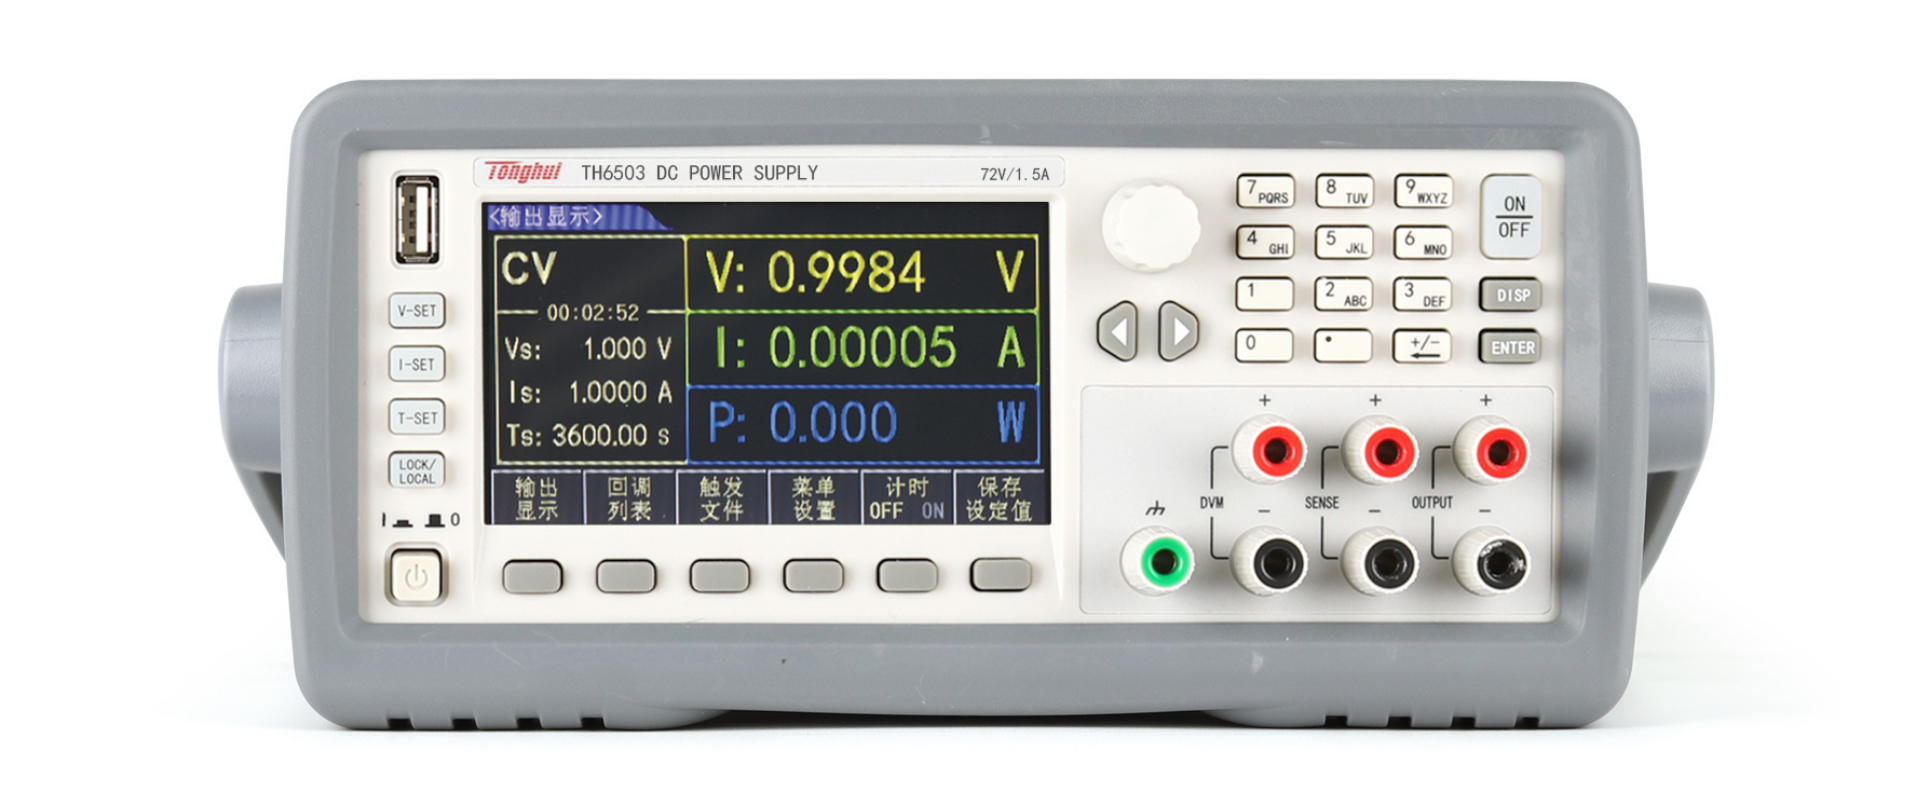 Tonghui TH6503 DC POWER SUPPLY 72V/1.5A
<输出显示>
CV
00:02:52
Vs: 1.000 V
Is: 1.0000 A
Ts: 3600.00 s
V: 0.9984 V
I: 0.00005 A
P: 0.000 W
输出显示
回调列表
触发文件
菜单设置
计时
OFF ON
保存设定值
V-SET
I-SET
T-SET
LOCK/
LOCAL
I 0
7 PQRS 8 TUV 9 WXYZ
4 GHI 5 JKL 6 MNO
1 2 ABC 3 DEF
0 • +/-
ON
OFF
DISP
ENTER
+ + +
DVM SENSE OUTPUT
− − −